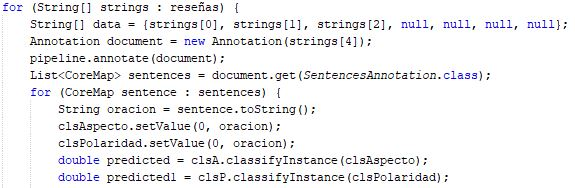 for (String[] strings : reseñas) {
String[] data = {strings[0], strings[1], strings[2], null, null, null, null};
Annotation document = new Annotation(strings[4]);
pipeline.annotate(document);
List<CoreMap> sentences = document.get(SentencesAnnotation.class);
for (CoreMap sentence : sentences) {
String oracion = sentence.toString();
clsAspecto.setValue(0, oracion);
clsPolaridad.setValue(0, oracion);
double predicted = clsA.classifyInstance(clsAspecto);
double predicted1 = clsP.classifyInstance(clsPolaridad);